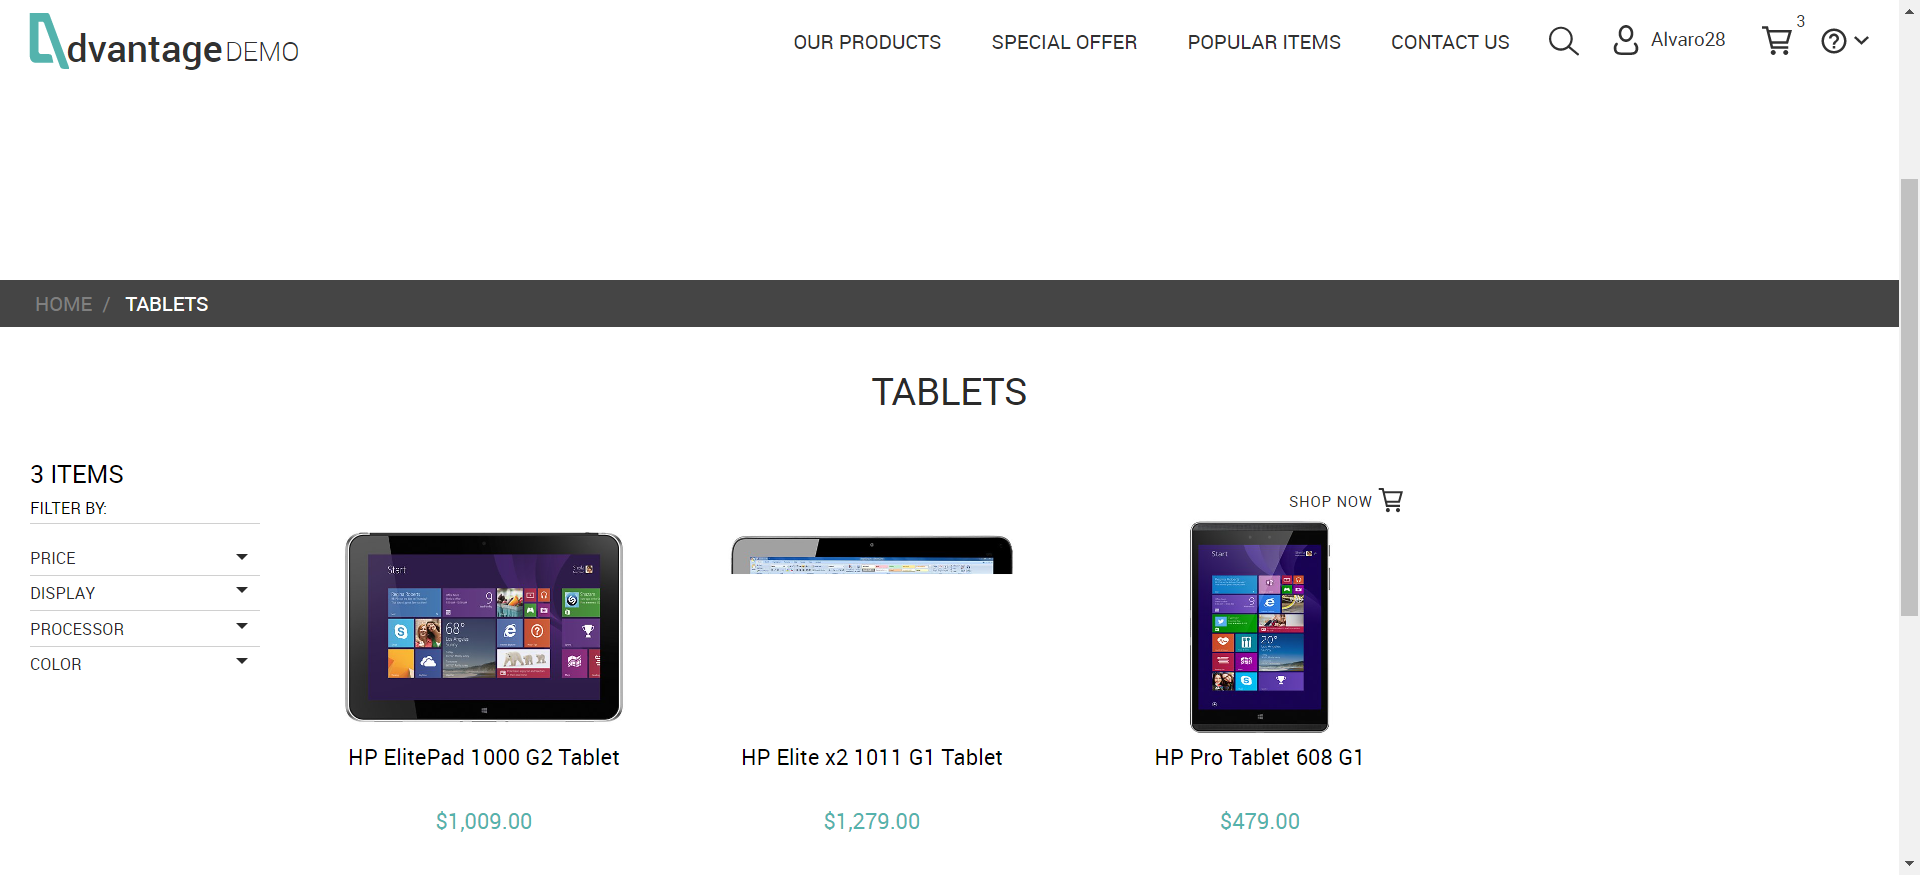 dvantage DEMO
OUR PRODUCTS
SPECIAL OFFER
POPULAR ITEMS
CONTACT US
Alvaro28
3
HOME / TABLETS
TABLETS
3 ITEMS
FILTER BY:
PRICE
DISPLAY
PROCESSOR
COLOR
SHOP NOW
Start
68°
Start
20°
HP ElitePad 1000 G2 Tablet
HP Elite x2 1011 G1 Tablet
HP Pro Tablet 608 G1
$1,009.00
$1,279.00
$479.00